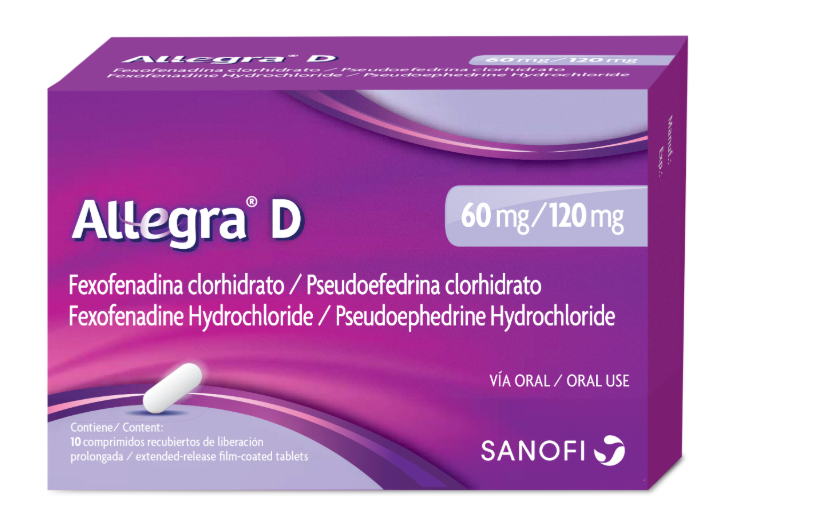 Allegra® D
60 mg/120 mg
Fexofenadina clorhidrato / Pseudoefedrina clorhidrato
Fexofenadine Hydrochloride / Pseudoephedrine Hydrochloride
Manuf.:
Exp.:
Allegra® D
60 mg/120 mg
Fexofenadina clorhidrato / Pseudoefedrina clorhidrato
Fexofenadine Hydrochloride / Pseudoephedrine Hydrochloride
VÍA ORAL / ORAL USE
Contiene/ Content:
10 comprimidos recubiertos de liberación
prolongada / extended-release film-coated tablets
SANOFI